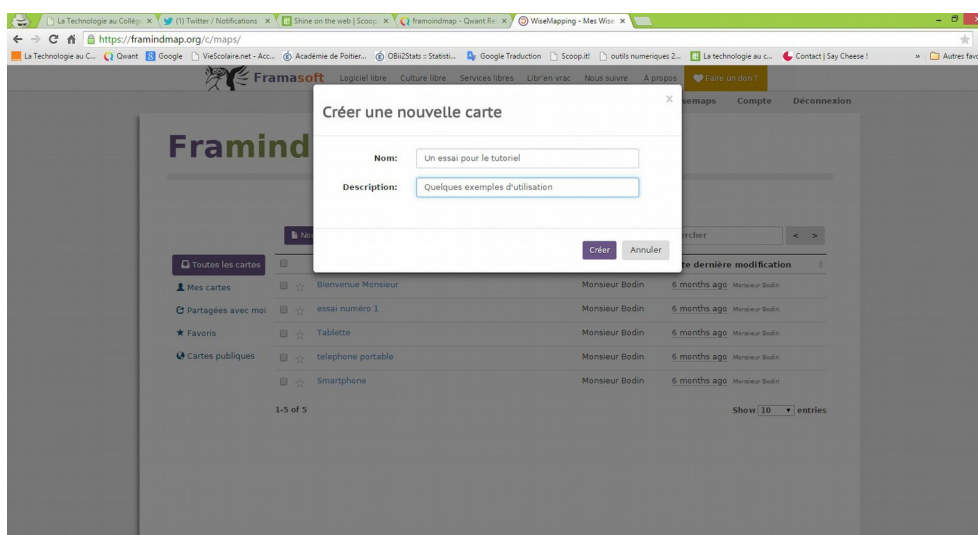 La Technologie au Collège (1) Twitter / Notifications Shine on the web | Scoop. framoindmap - Qwant Re WiseMapping - Mes Wise
https://framindmap.org/c/maps/
La Technologie au C... Qwant Google VieScolaire.net - Acc... Académie de Poitier... OBii2Stats :: Statisti... Google Traduction Scoop.it! outils numeriques 2... La technologie au c... Contact | Say Cheese ! » Autres favo
Framasoft Logiciel libre Culture libre Services libres Libr'en vrac Nous suivre À propos Faire un don !
semaps Compte Déconnexion
Framind
Créer une nouvelle carte x
Nom: Un essai pour le tutoriel
Description: Quelques exemples d'utilisation
Créer Annuler
No rcher < >
Toutes les cartes te dernière modification
Mes cartes Bienvenue Monsieur Monsieur Bodin 6 months ago Monsieur Bodin
Partagées avec moi essai numéro 1 Monsieur Bodin 6 months ago Monsieur Bodin
Favoris Tablette Monsieur Bodin 6 months ago Monsieur Bodin
Cartes publiques telephone portable Monsieur Bodin 6 months ago Monsieur Bodin
Smartphone Monsieur Bodin 6 months ago Monsieur Bodin
1-5 of 5 Show 10 entries